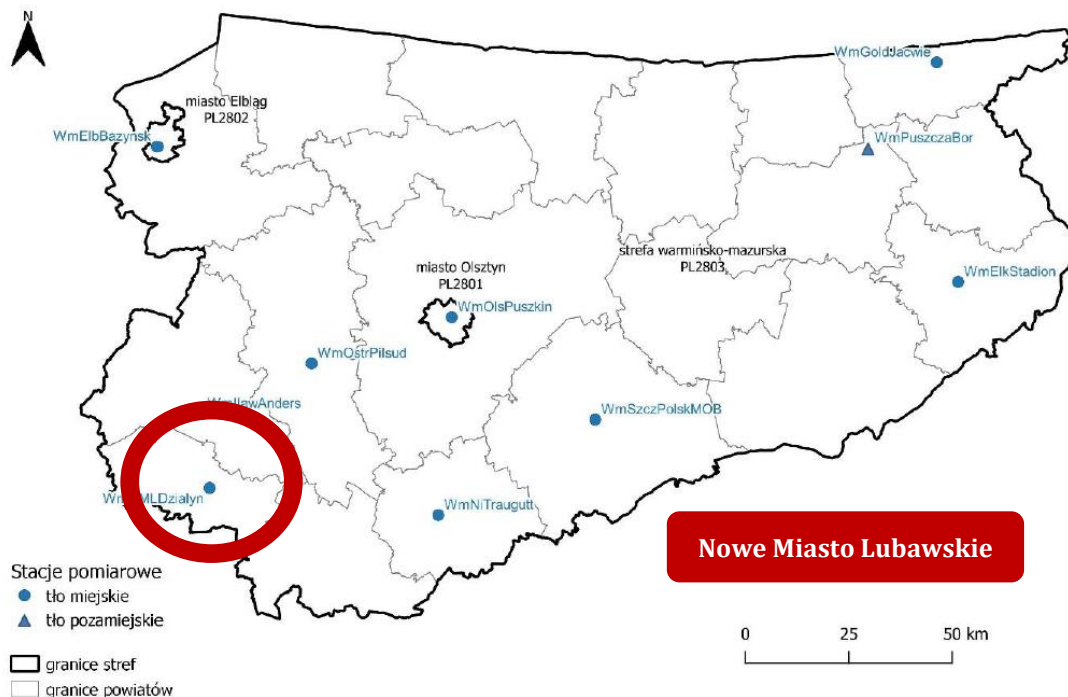 N
WmGoldJacwie
miasto Elbląg
PL2802
WmElbBazynsk
WmPuszczaBor
strefa warmińsko-mazurska
PL2803
miasto Olsztyn
PL2801
WmElkStadion
WmOlsPuszkin
WmOstrPilsud
WmIlawAnders
WmSzczPolskMOB
WmNiTraugutt
Nowe Miasto Lubawskie
Stacje pomiarowe
tło miejskie
tło pozamiejskie
granice stref
granice powiatów
0 25 50 km